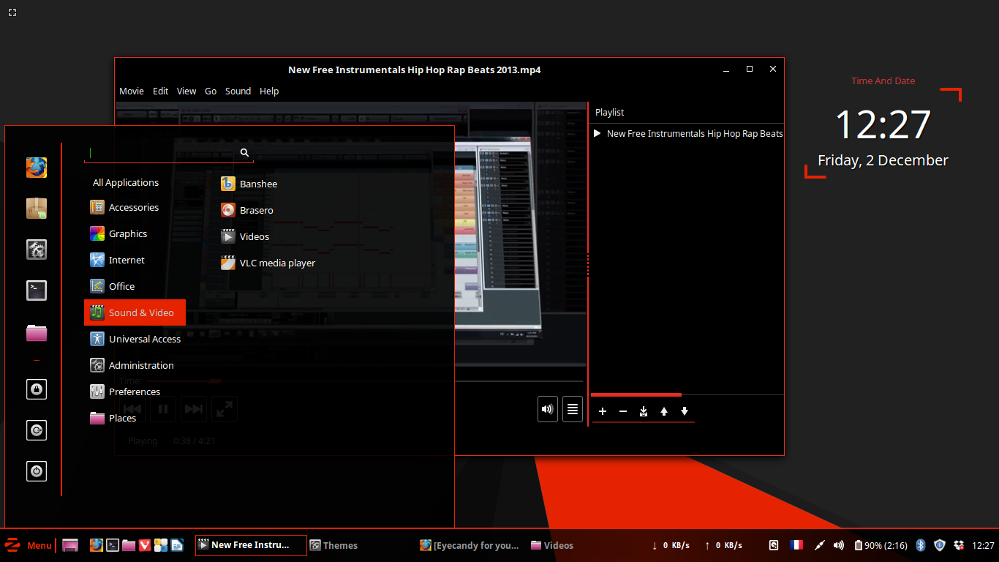 New Free Instrumentals Hip Hop Rap Beats 2013.mp4
Movie Edit View Go Sound Help
Playlist
New Free Instrumentals Hip Hop Rap Beats
Time And Date
12:27
Friday, 2 December
All Applications
Accessories
Graphics
Internet
Office
Sound & Video
Universal Access
Administration
Preferences
Places
Banshee
Brasero
Videos
VLC media player
Time:
Playing 0:38 / 4:21
Menu
New Free Instru...
Themes
[Eyecandy for you...
Videos
↓ 0 KB/s ↑ 0 KB/s
90% (2:16)
12:27